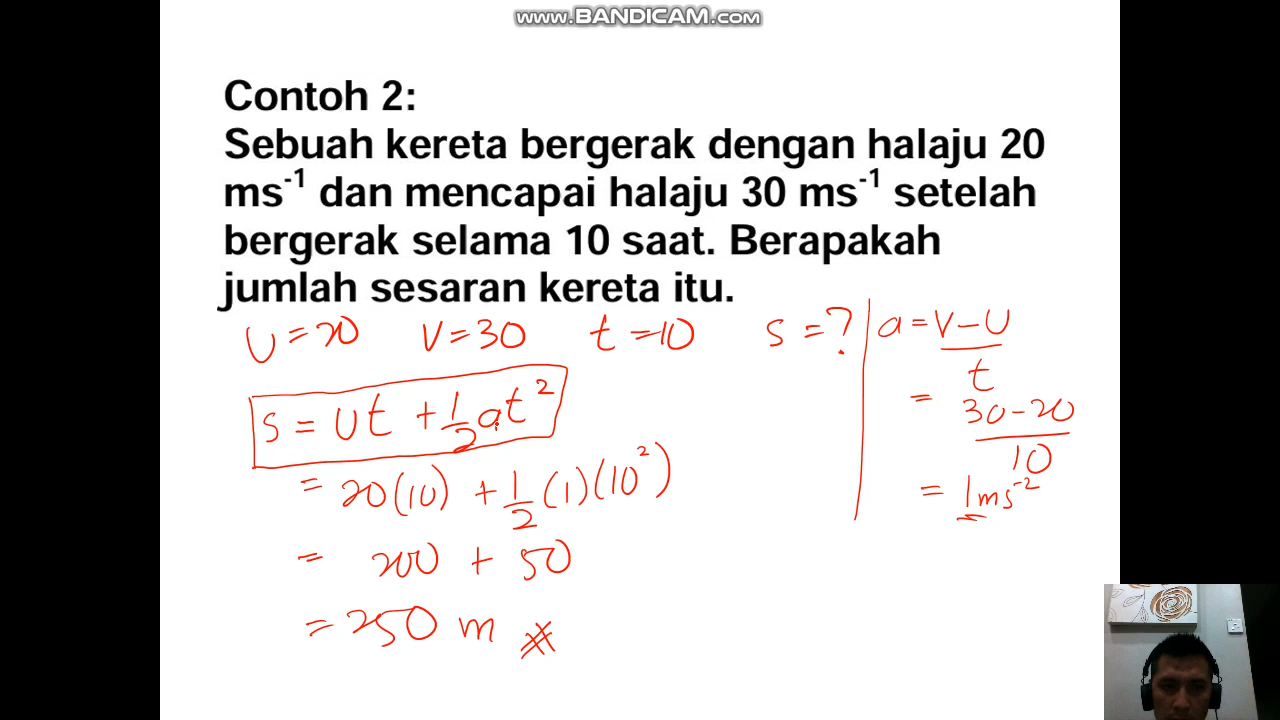 www.BANDICAM.com
Contoh 2:
Sebuah kereta bergerak dengan halaju 20
ms⁻¹ dan mencapai halaju 30 ms⁻¹ setelah
bergerak selama 10 saat. Berapakah
jumlah sesaran kereta itu.
U = 20 V = 30 t = 10 s = ?
s = Ut + 1/2 at²
= 20(10) + 1/2 (1)(10²)
= 200 + 50
= 250 m
a = V - U / t
= 30 - 20 / 10
= 1 ms⁻²